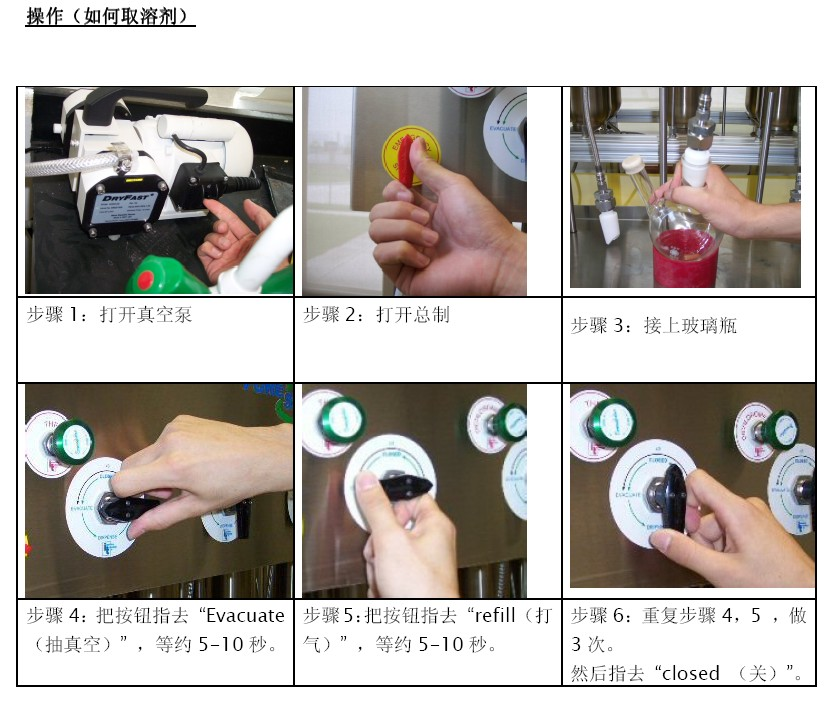 操作（如何取溶剂）
DRYFAST
EVACUATE
步骤 1：打开真空泵
步骤 2：打开总制
步骤 3：接上玻璃瓶
CLOSED
EVACUATE
CLOSED
CLOSED
EVACUATE
步骤 4：把按钮指去“Evacuate
（抽真空）”，等约 5-10 秒。
步骤 5：把按钮指去“refill（打
气）”，等约 5-10 秒。
步骤 6：重复步骤 4，5 ，做
3 次。
然后指去“closed （关）”。